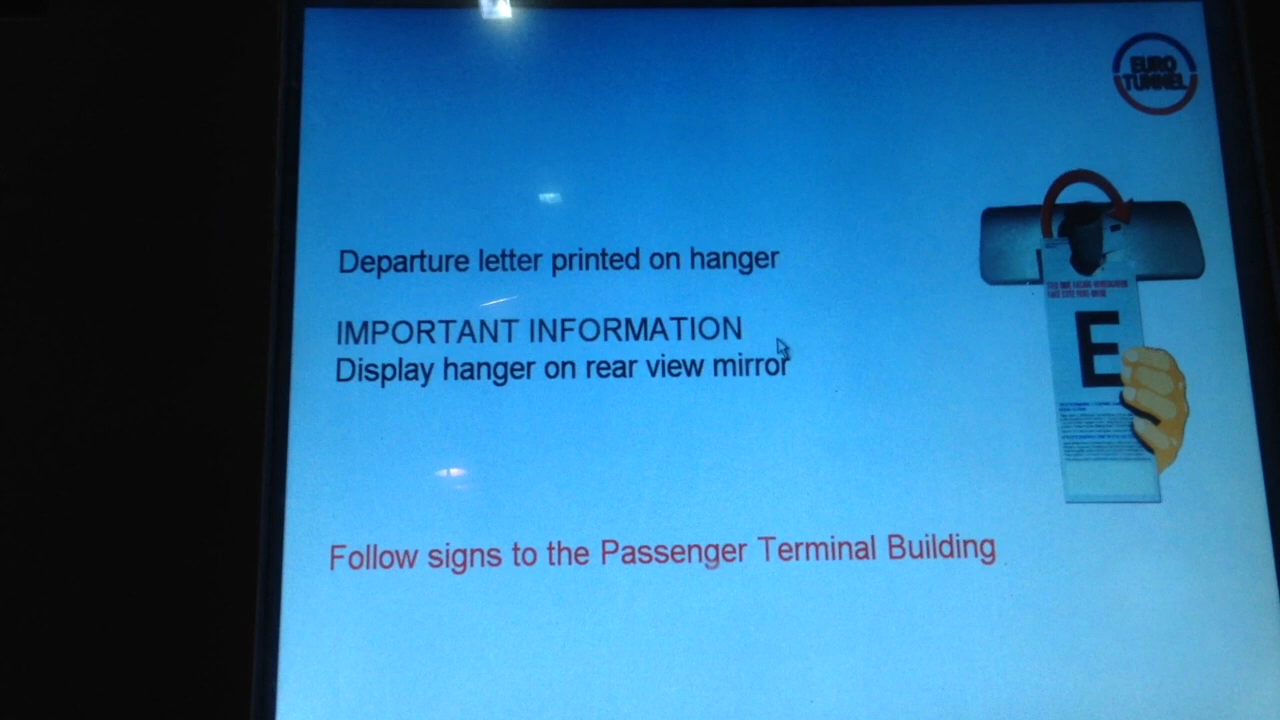 EURO
TUNNEL
Departure letter printed on hanger
IMPORTANT INFORMATION
Display hanger on rear view mirror
E
Follow signs to the Passenger Terminal Building